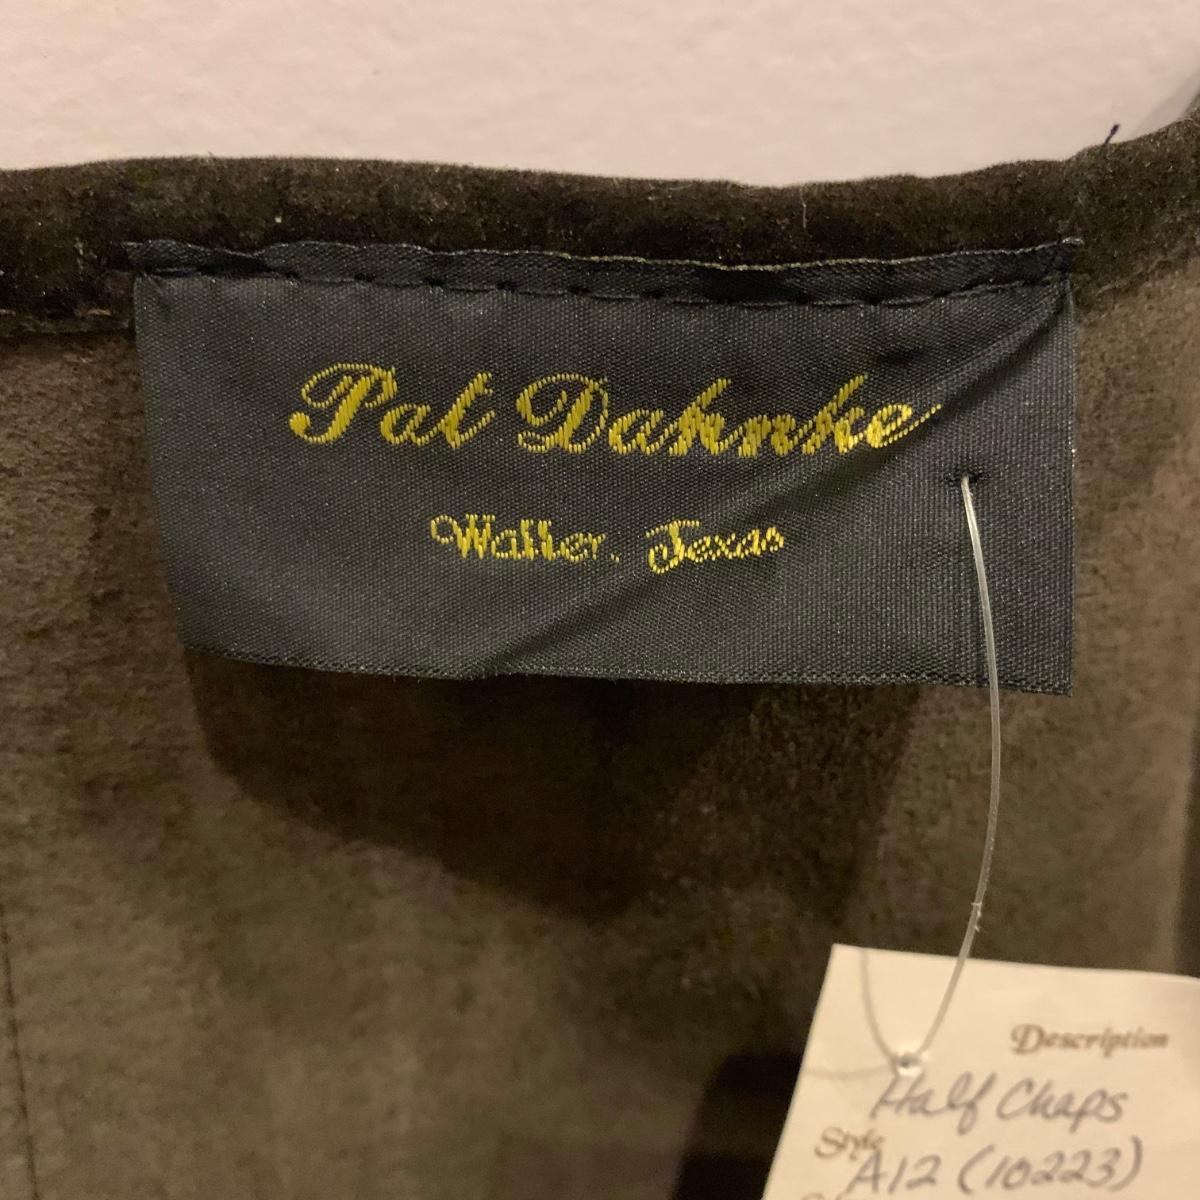 Pat Dahnke
Waller, Texas
Description
Half Chaps
Style
A12 (10223)